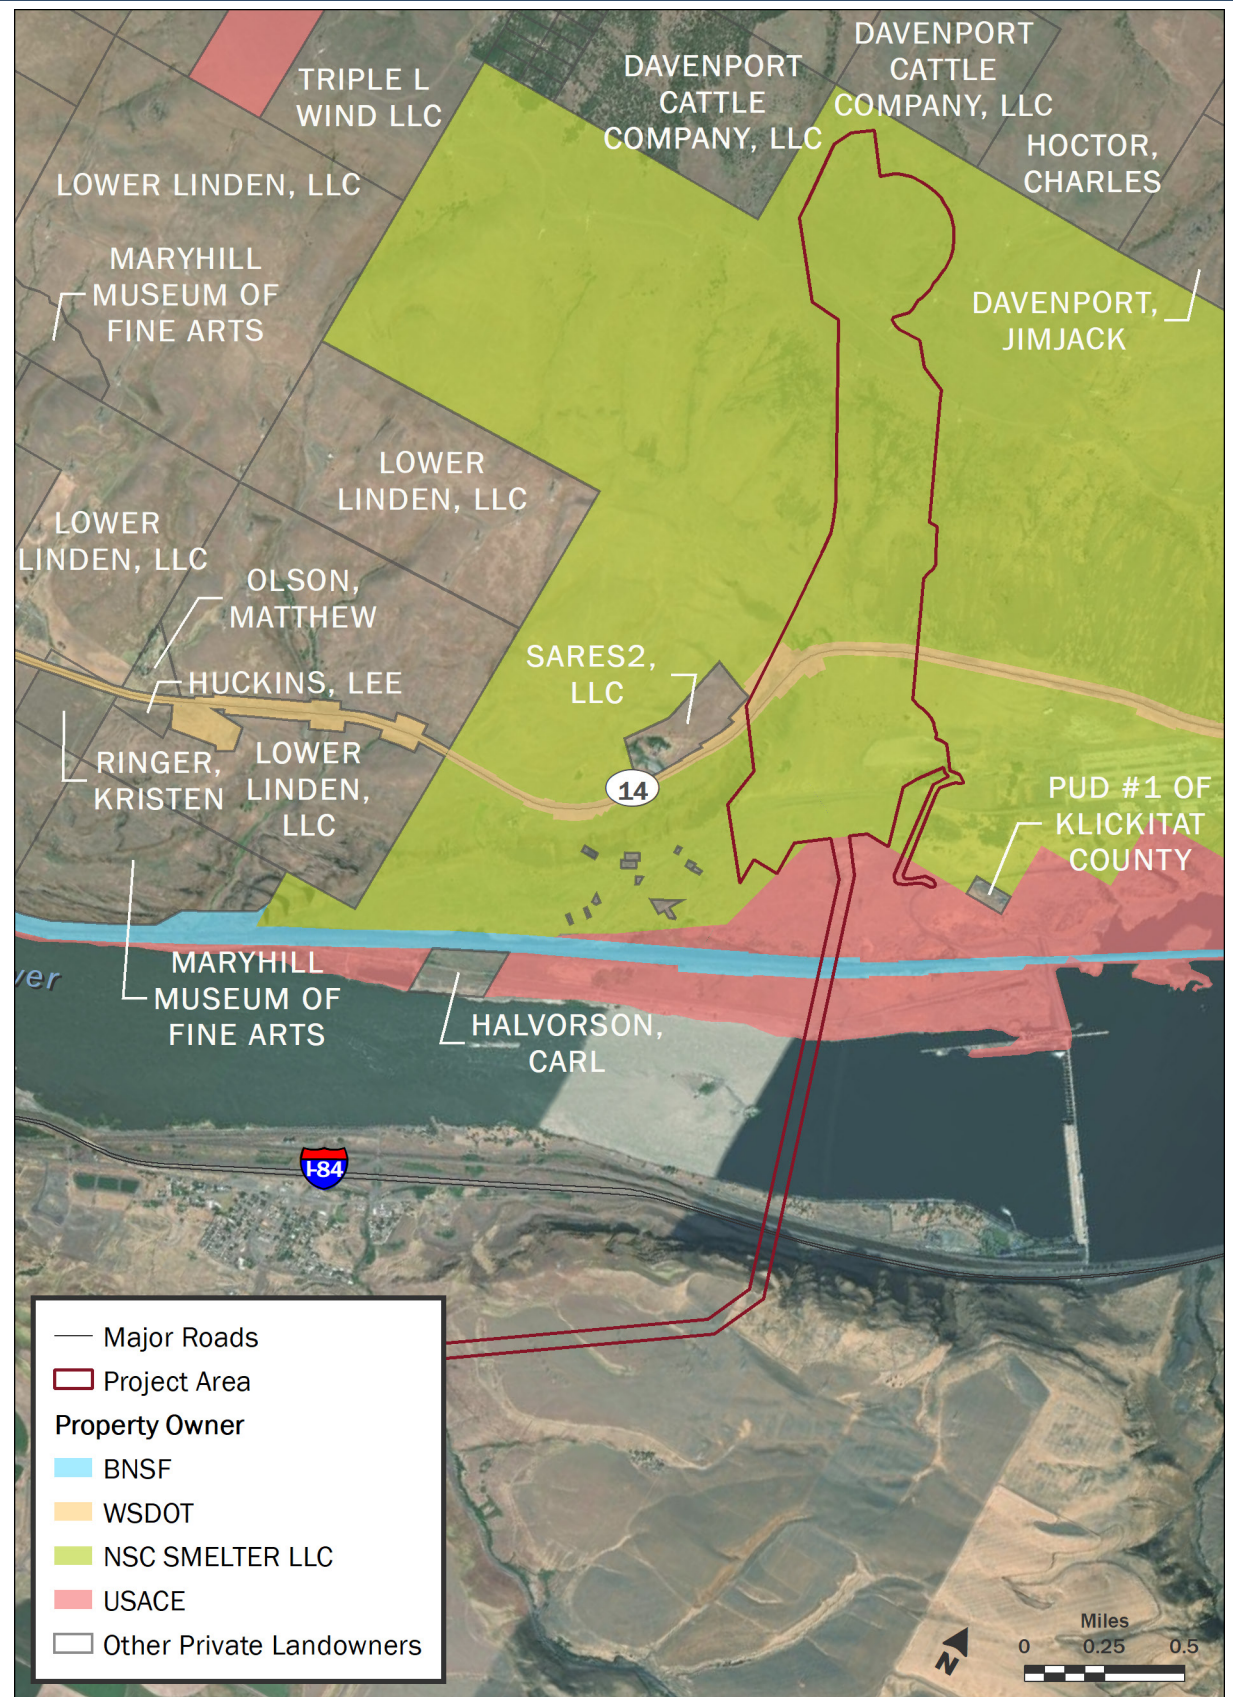 DAVENPORT
CATTLE
COMPANY, LLC
DAVENPORT
CATTLE
COMPANY, LLC
TRIPLE L
WIND LLC
HOCTOR,
CHARLES
LOWER LINDEN, LLC
MARYHILL
MUSEUM OF
FINE ARTS
DAVENPORT,
JIMJACK
LOWER
LINDEN, LLC
LOWER
LINDEN, LLC
OLSON,
MATTHEW
SARES2,
LLC
HUCKINS, LEE
RINGER,
KRISTEN
LOWER
LINDEN,
LLC
14
PUD #1 OF
KLICKITAT
COUNTY
MARYHILL
MUSEUM OF
FINE ARTS
ver
HALVORSON,
CARL
I-84
Major Roads
Project Area
Property Owner
BNSF
WSDOT
NSC SMELTER LLC
USACE
Other Private Landowners
N
Miles
0 0.25 0.5